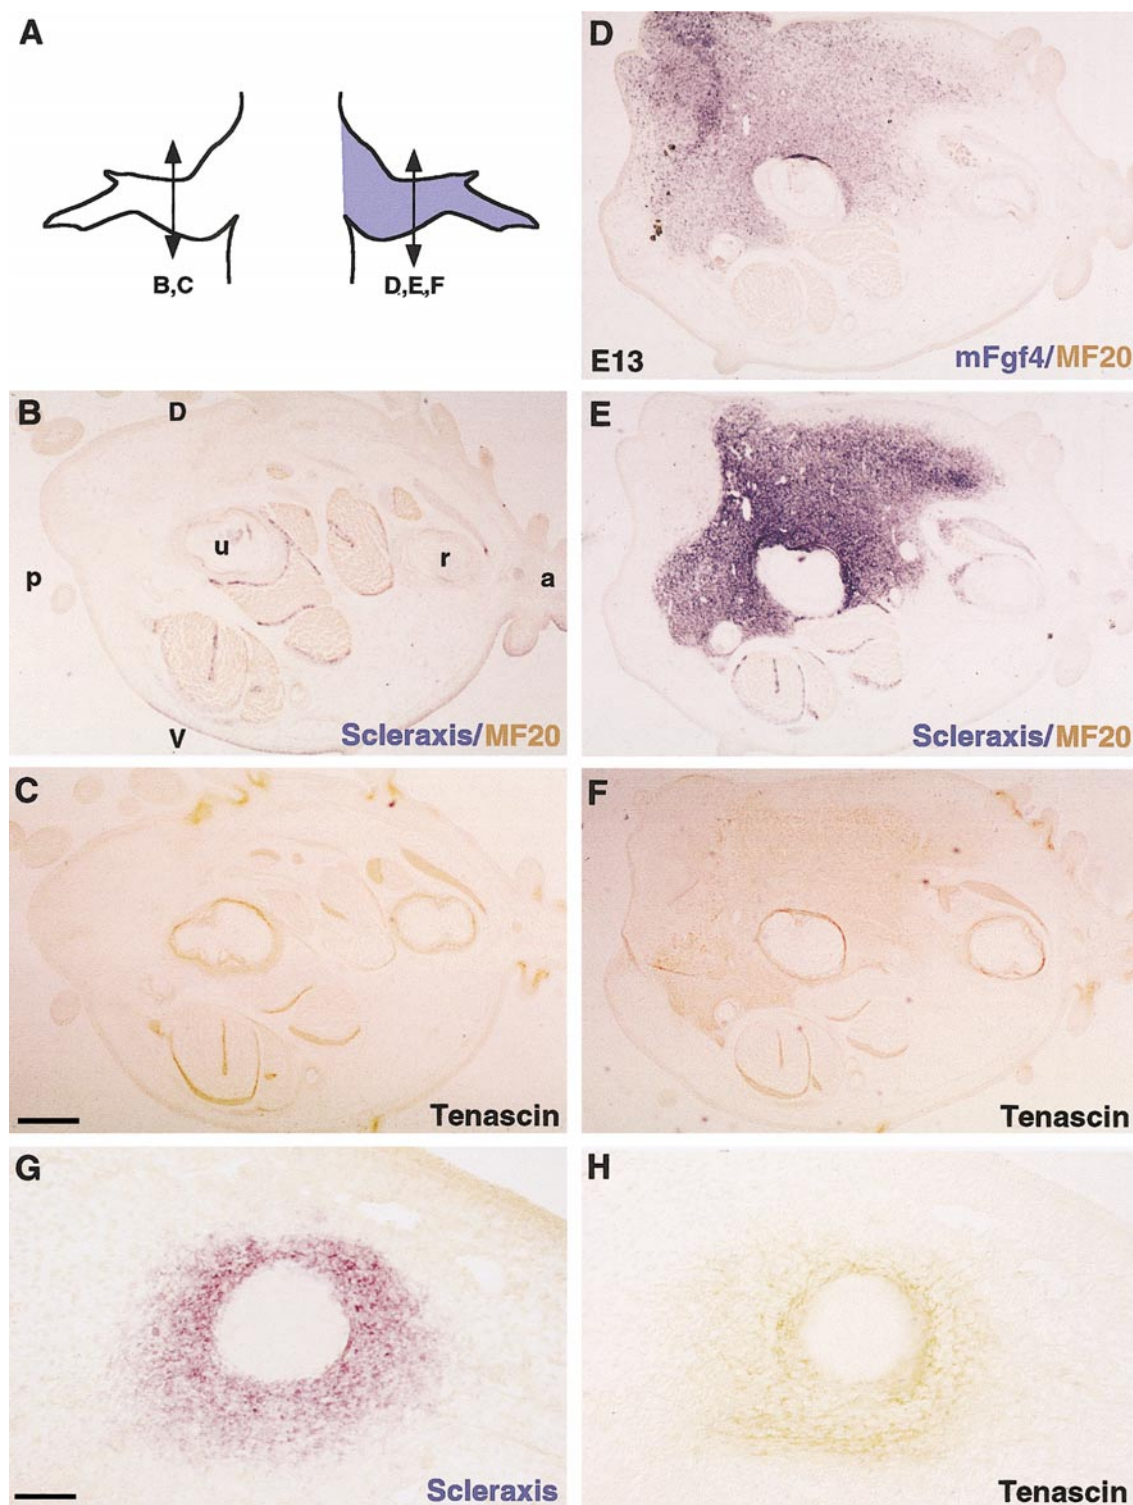 A
B,C
D,E,F
D
E13
mFgf4/MF20
B
D
u
r
p
a
V
Scleraxis/MF20
E
Scleraxis/MF20
C
Tenascin
F
Tenascin
G
Scleraxis
H
Tenascin